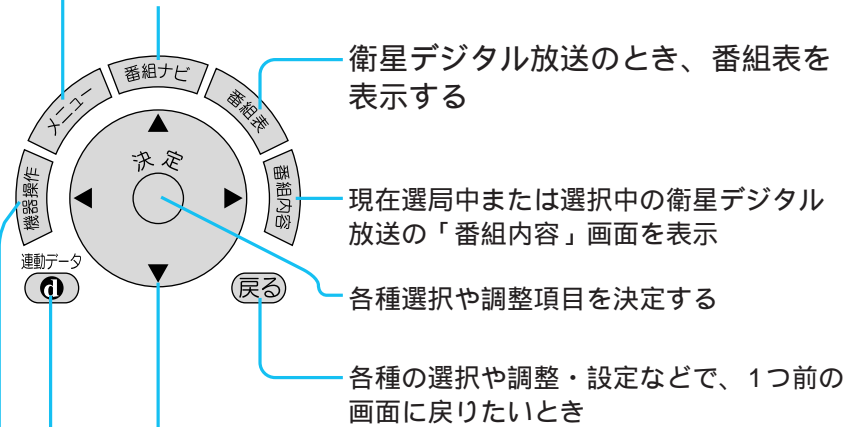 番組ナビ
メニュー
番組表
機器操作
番組内容
決定
連動データ
d
戻る
衛星デジタル放送のとき、番組表を
表示する
現在選局中または選択中の衛星デジタル
放送の「番組内容」画面を表示
各種選択や調整項目を決定する
各種の選択や調整・設定などで、1つ前の
画面に戻りたいとき